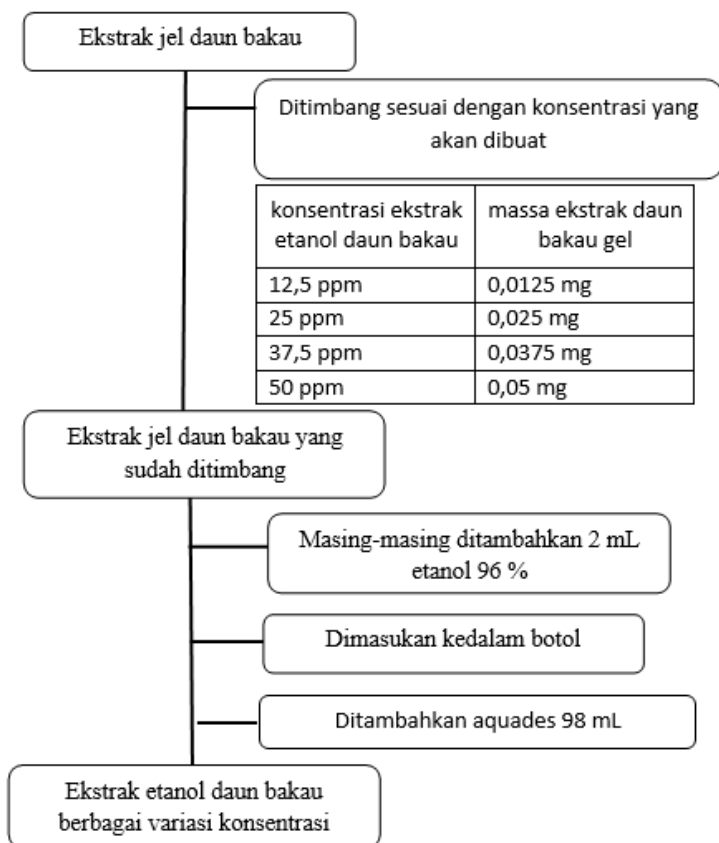 Ekstrak jel daun bakau
Ditimbang sesuai dengan konsentrasi yang
akan dibuat
konsentrasi ekstrak
etanol daun bakau
massa ekstrak daun
bakau gel
12,5 ppm
0,0125 mg
25 ppm
0,025 mg
37,5 ppm
0,0375 mg
50 ppm
0,05 mg
Ekstrak jel daun bakau yang
sudah ditimbang
Masing-masing ditambahkan 2 mL
etanol 96 %
Dimasukan kedalam botol
Ditambahkan aquades 98 mL
Ekstrak etanol daun bakau
berbagai variasi konsentrasi